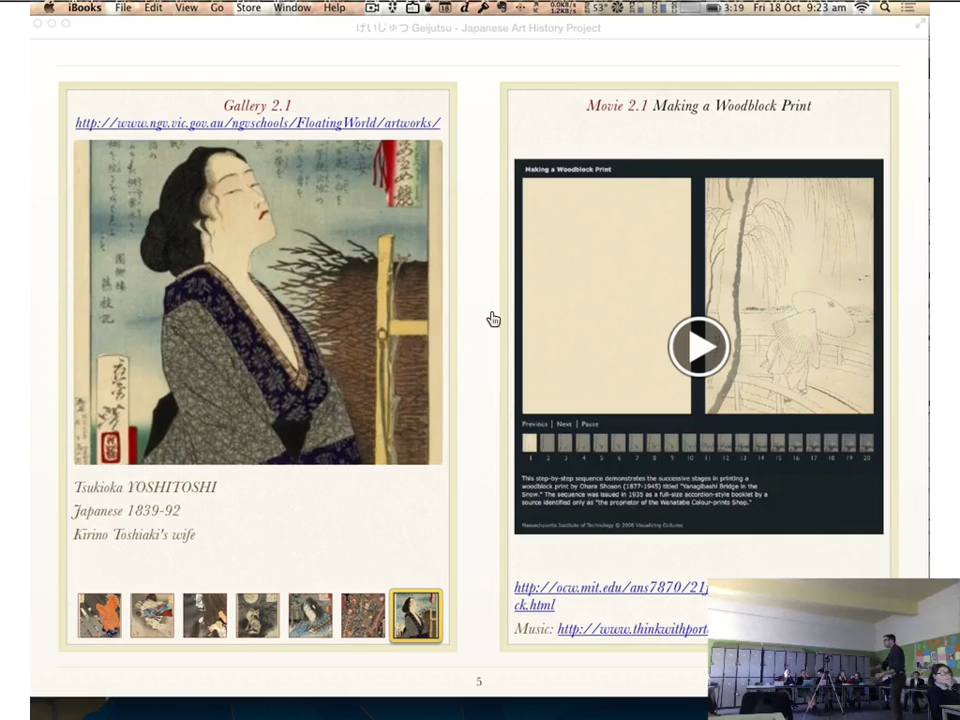 iBooks File Edit View Go Store Window Help 3:19 Fri 18 Oct 9:23 am
げいじゅつ Geijutsu - Japanese Art History Project
Gallery 2.1
http://www.ngv.vic.gov.au/ngvschools/FloatingWorld/artworks/
Tsukioka YOSHITOSHI
Japanese 1839-92
Kirino Toshiaki's wife
Movie 2.1 Making a Woodblock Print
Making a Woodblock Print
Previous | Next | Pause
1 2 3 4 5 6 7 8 9 10 11 12 13 14 15 16 17 18 19 20
This step-by-step sequence demonstrates the successive stages in printing a
woodblock print by Ohara Shoson (1877-1945) titled "Yanagibashi Bridge in the
Snow." The sequence was issued in 1935 as a full-size accordion-style booklet by a
source identified only as "the proprietor of the Wanatabe Colour-prints Shop."
Massachusetts Institute of Technology © 2008 Visualizing Cultures
http://ocw.mit.edu/ans7870/21
ck.html
Music: http://www.thinkwithport
5